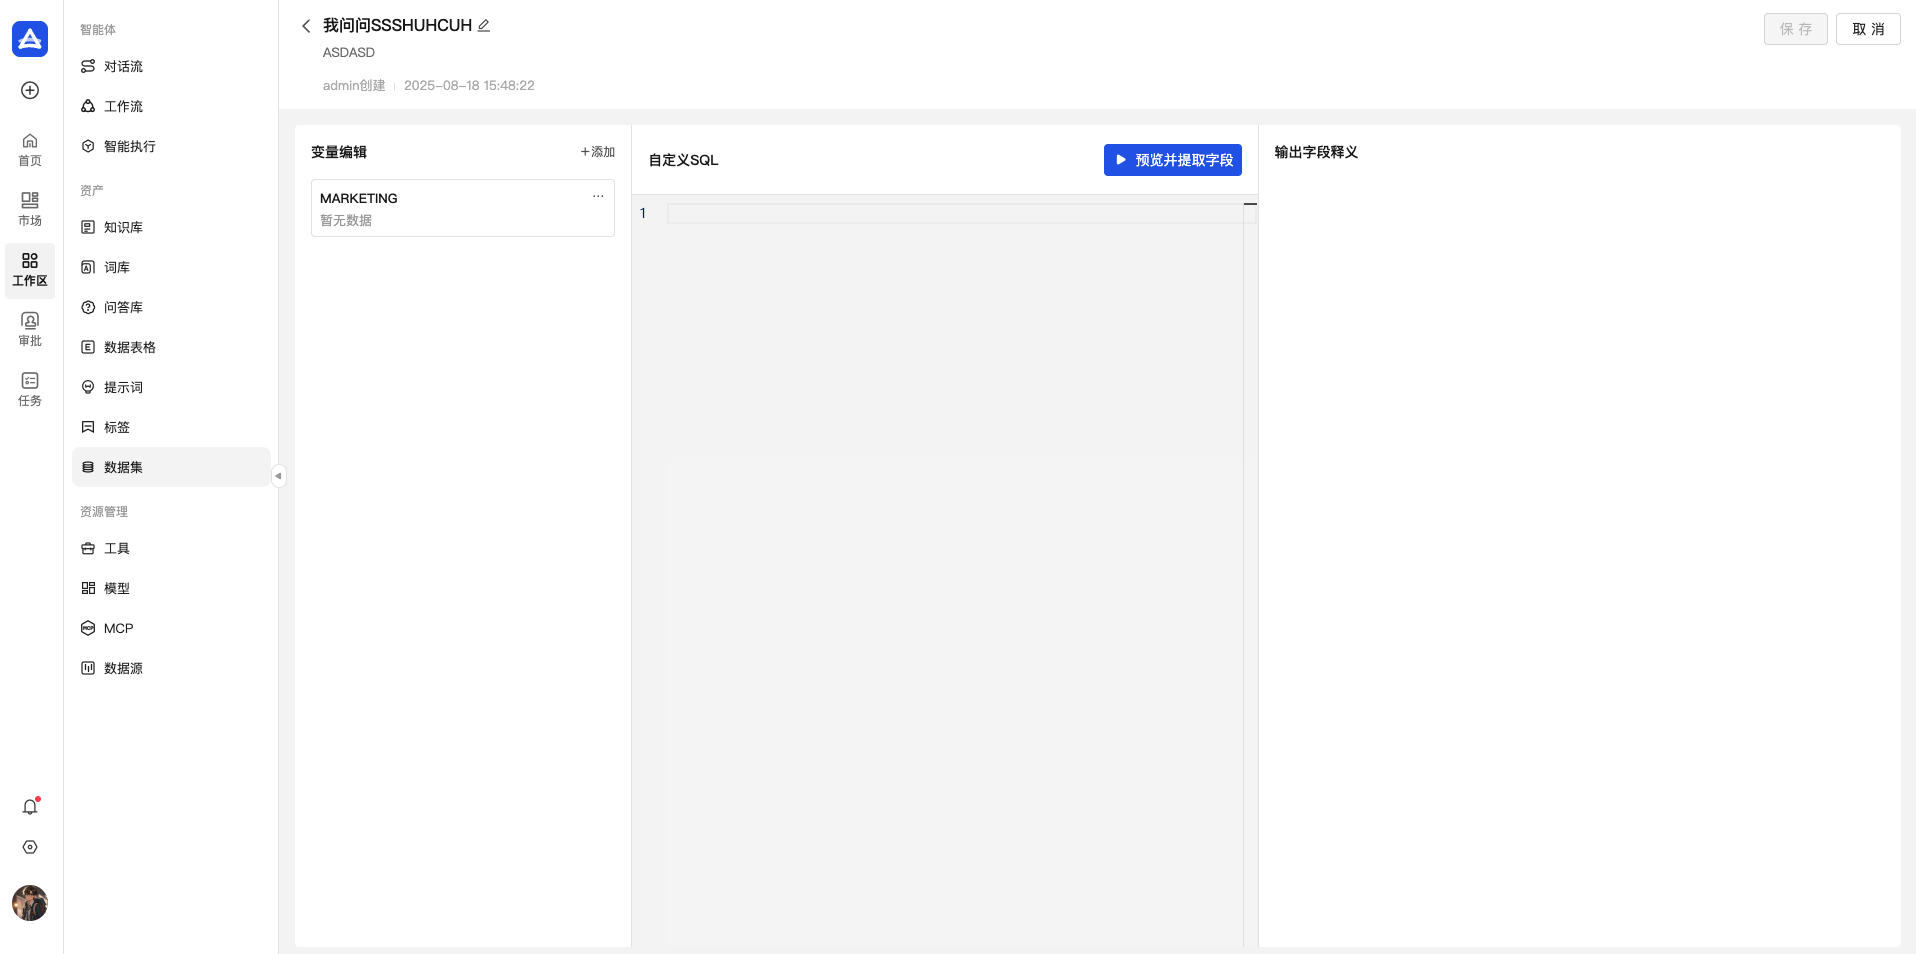 首页
市场
工作区
审批
任务
智能体
对话流
工作流
智能执行
资产
知识库
词库
问答库
数据表格
提示词
标签
数据集
资源管理
工具
模型
MCP
数据源
我问问SSSHUHCUH
ASDASD
admin创建 2025-08-18 15:48:22
保 存
取 消
变量编辑
+添加
MARKETING
...
暂无数据
自定义SQL
预览并提取字段
1
输出字段释义